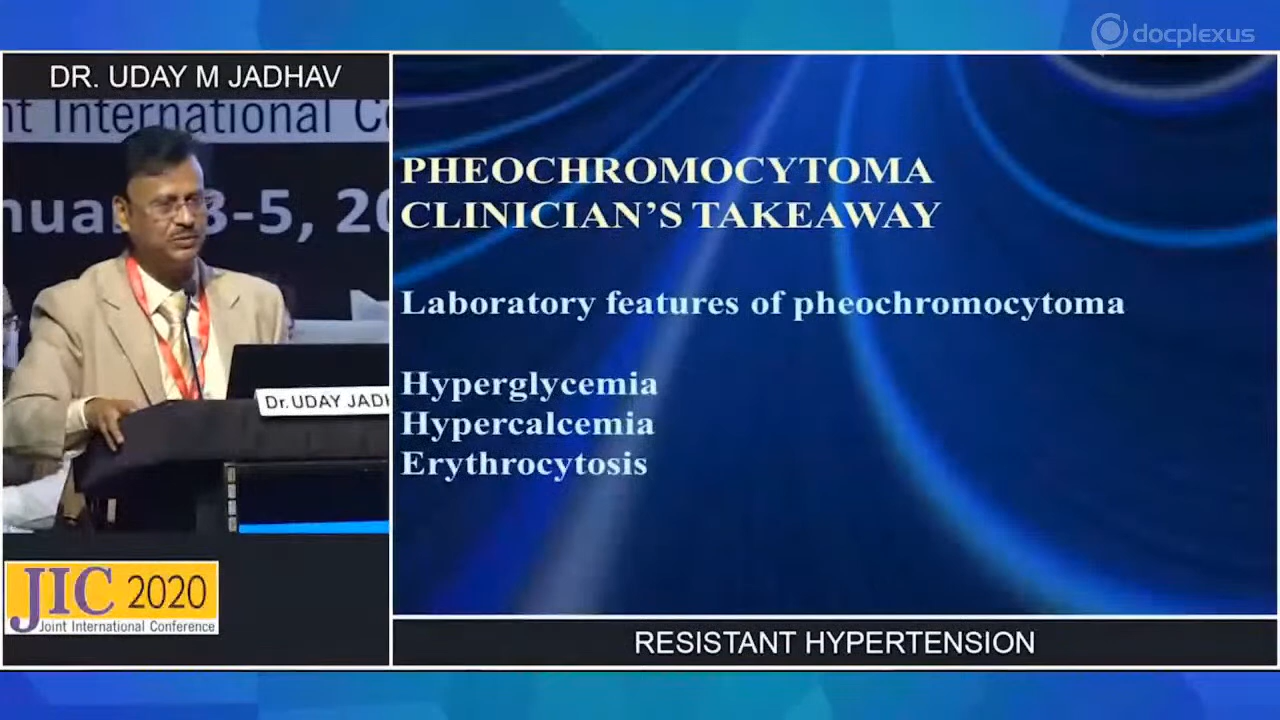 docplexus
DR. UDAY M JADHAV
nt International Co
nua 3-5, 20
Dr. UDAY JADH
JIC 2020
Joint International Conference
PHEOCHROMOCYTOMA
CLINICIAN'S TAKEAWAY
Laboratory features of pheochromocytoma
Hyperglycemia
Hypercalcemia
Erythrocytosis
RESISTANT HYPERTENSION